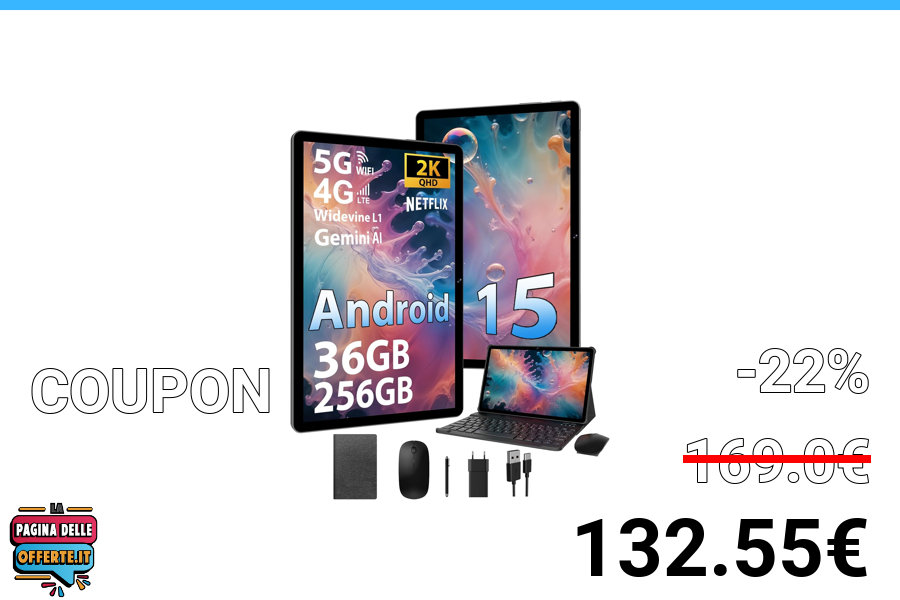 5G WIFI
4G LTE
Widevine L1
Gemini AI
2K
QHD
NETFLIX
Android 15
36GB
256GB
COUPON
-22%
169.0€
132.55€
LA
PAGINA DELLE
OFFERTE.IT